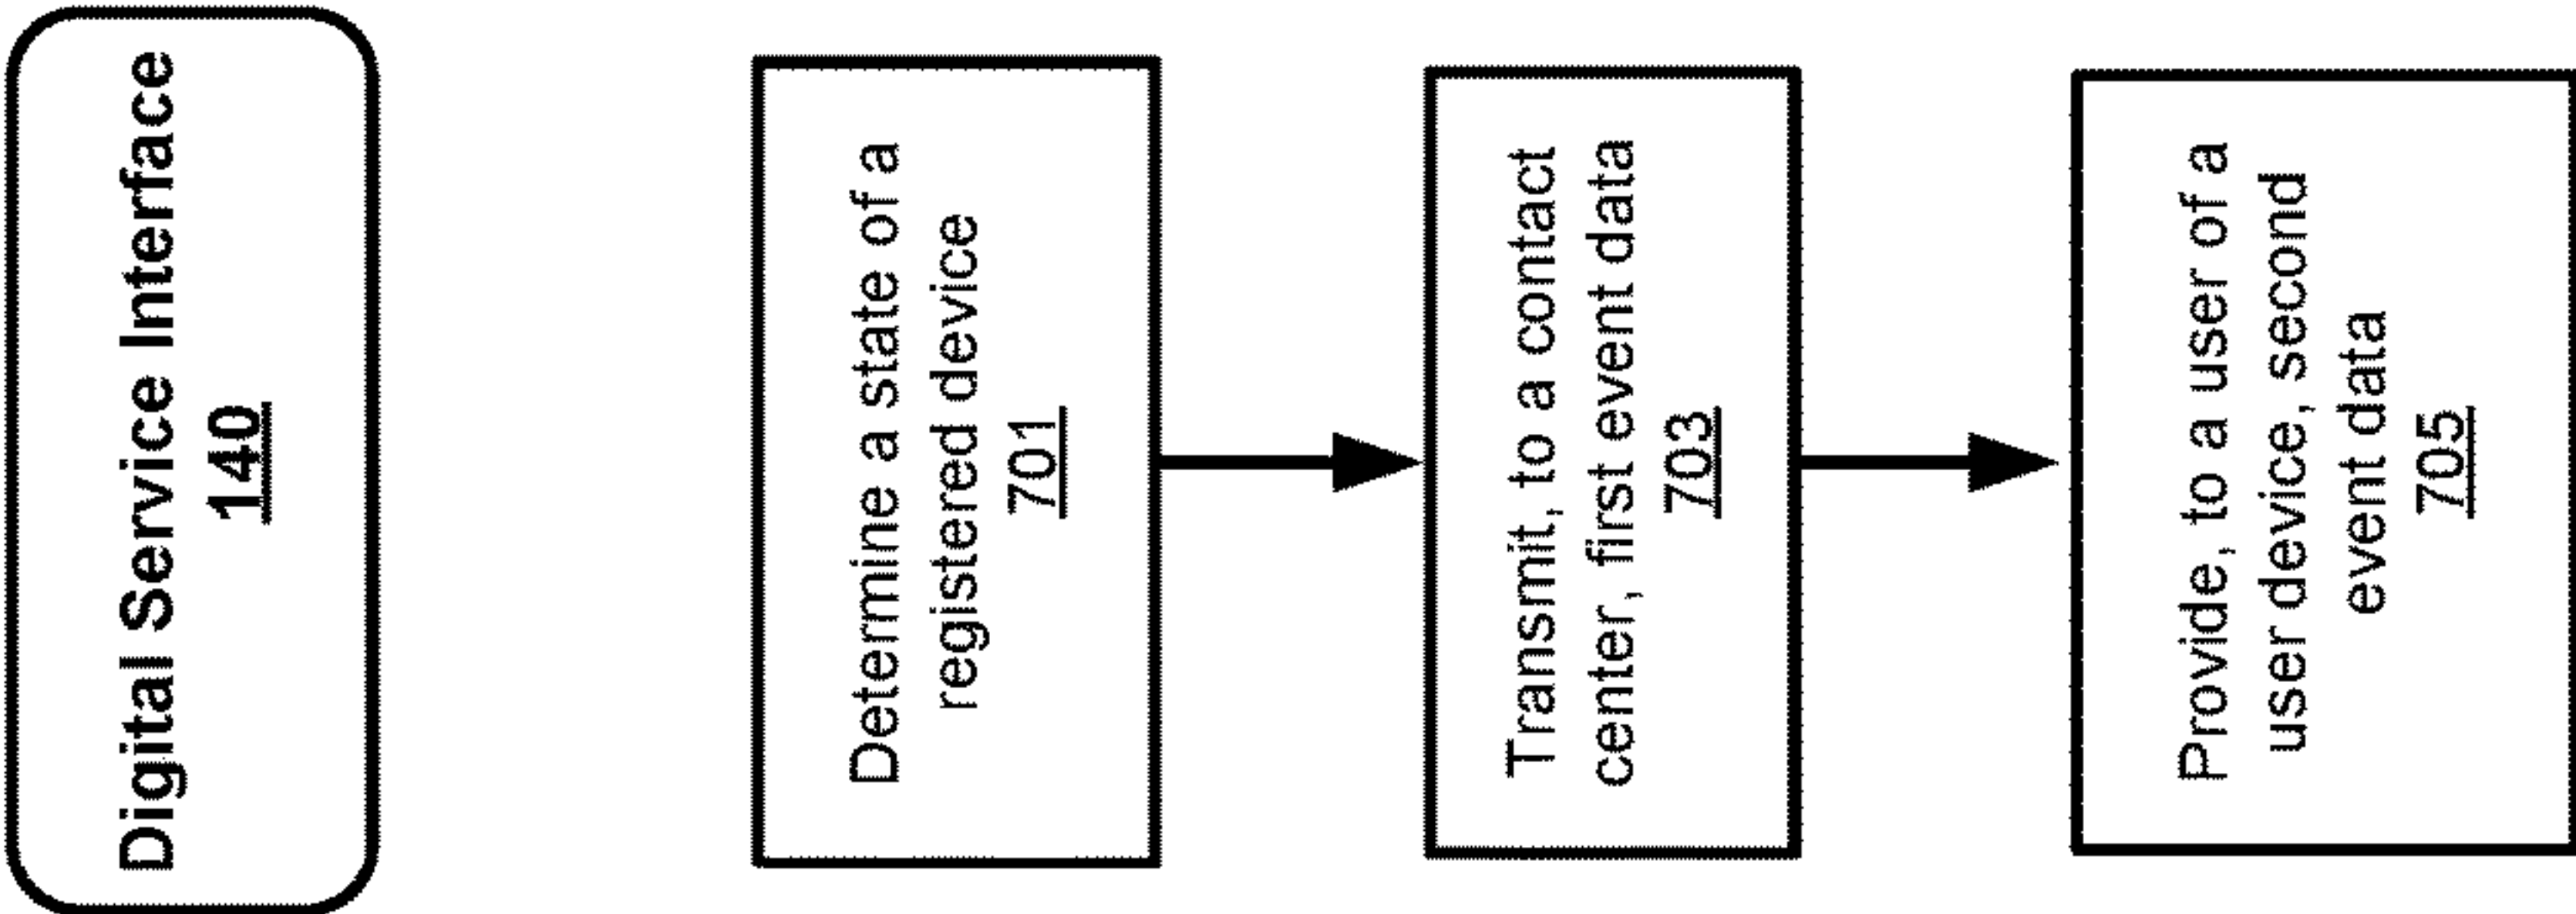 Digital Service Interface
140
Determine a state of a
registered device
701
Transmit, to a contact
center, first event data
703
Provide, to a user of a
user device, second
event data
705